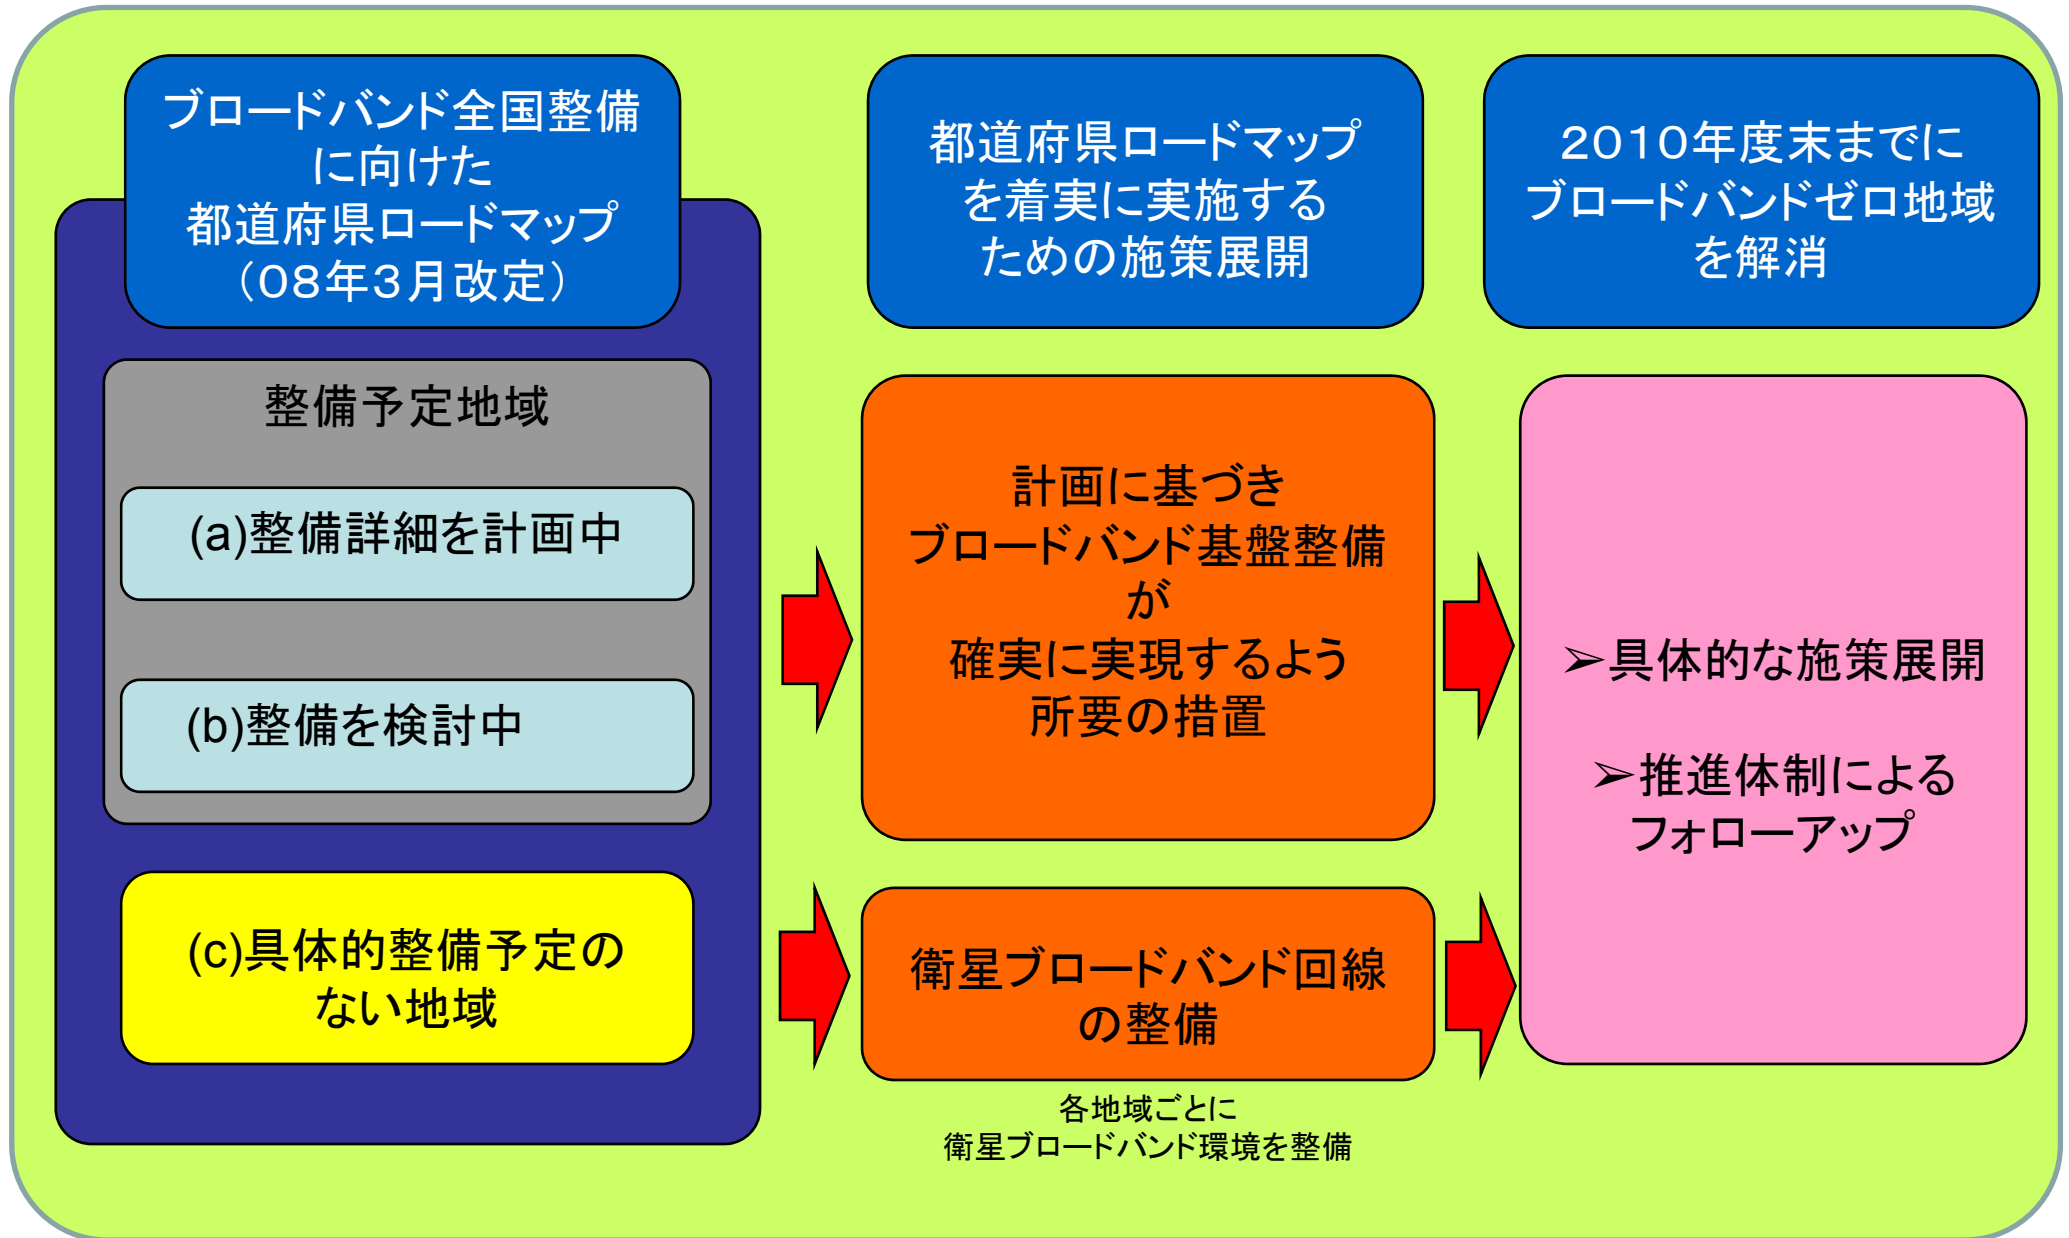 ブロードバンド全国整備
に向けた
都道府県ロードマップ
（０８年３月改定）
整備予定地域
(a)整備詳細を計画中
(b)整備を検討中
(c)具体的整備予定の
ない地域
都道府県ロードマップ
を着実に実施する
ための施策展開
計画に基づき
ブロードバンド基盤整備
が
確実に実現するよう
所要の措置
衛星ブロードバンド回線
の整備
各地域ごとに
衛星ブロードバンド環境を整備
２０１０年度末までに
ブロードバンドゼロ地域
を解消
➢具体的な施策展開
➢推進体制による
フォローアップ